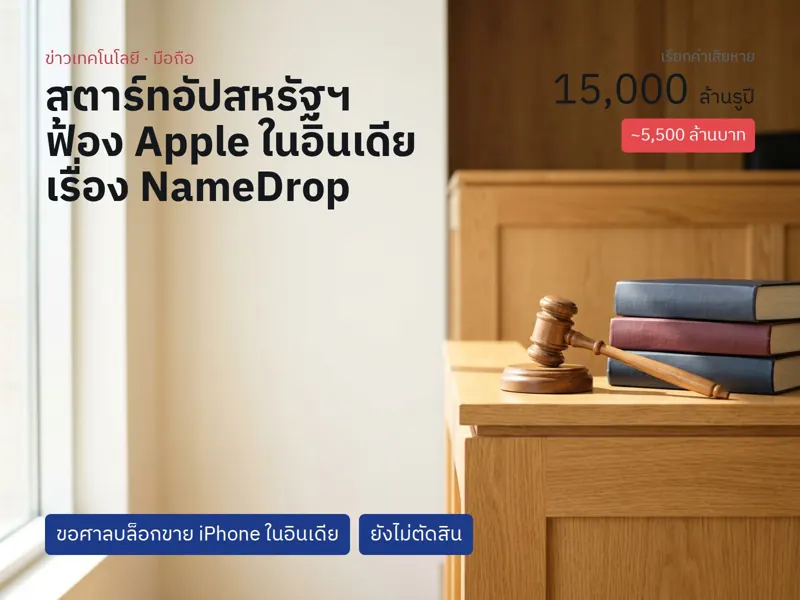 ข่าวเทคโนโลยี · มือถือ
สตาร์ทอัปสหรัฐฯ
ฟ้อง Apple ในอินเดีย
เรื่อง NameDrop
เรียกค่าเสียหาย
15,000 ล้านรูปี
~5,500 ล้านบาท
ขอศาลบล็อกขาย iPhone ในอินเดีย
ยังไม่ตัดสิน